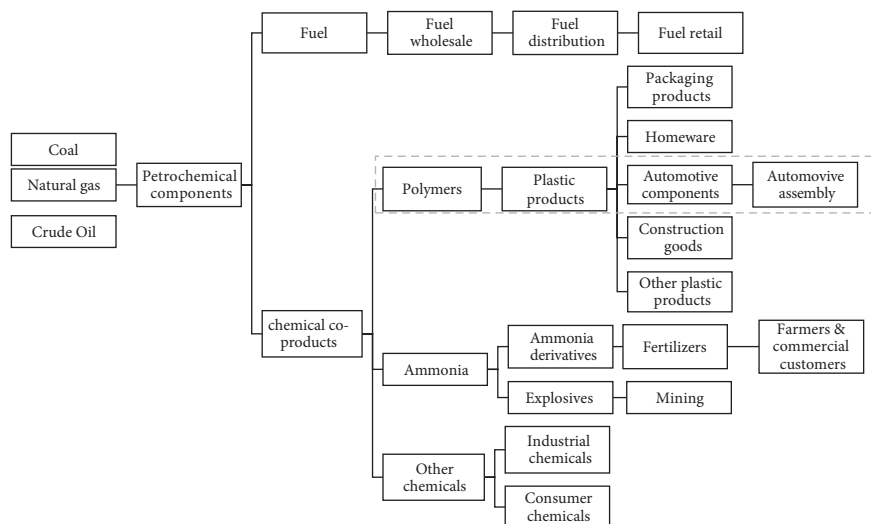 Fuel
Fuel
wholesale
Fuel
distribution
Fuel retail
Packaging
products
Homeware
Coal
Natural gas
Crude Oil
Petrochemical
components
Polymers
Plastic
products
Automotive
components
Automovive
assembly
Construction
goods
Other plastic
products
chemical co-
products
Ammonia
Ammonia
derivatives
Fertilizers
Farmers &
commercial
customers
Explosives
Mining
Other
chemicals
Industrial
chemicals
Consumer
chemicals